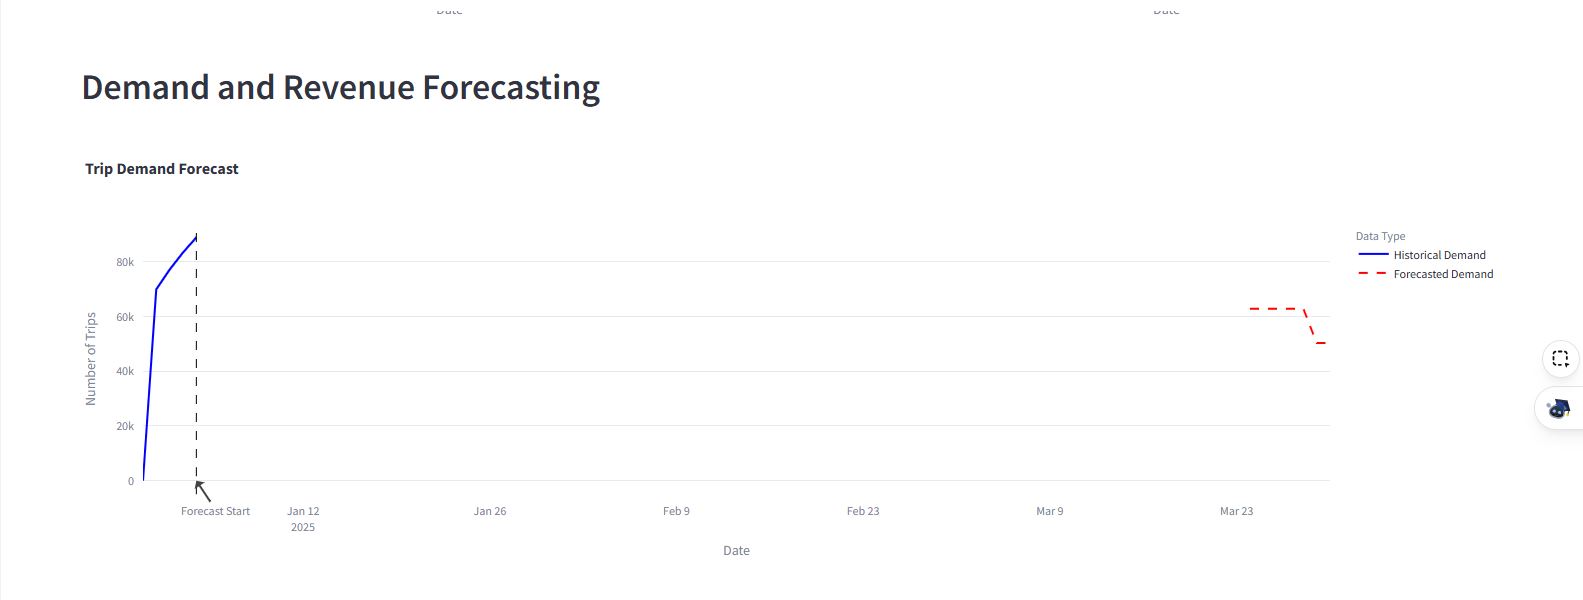 Date Date
Demand and Revenue Forecasting
Trip Demand Forecast
Data Type
Historical Demand
Forecasted Demand
Number of Trips
80k
60k
40k
20k
0
Forecast Start Jan 12 Jan 26 Feb 9 Feb 23 Mar 9 Mar 23
2025
Date